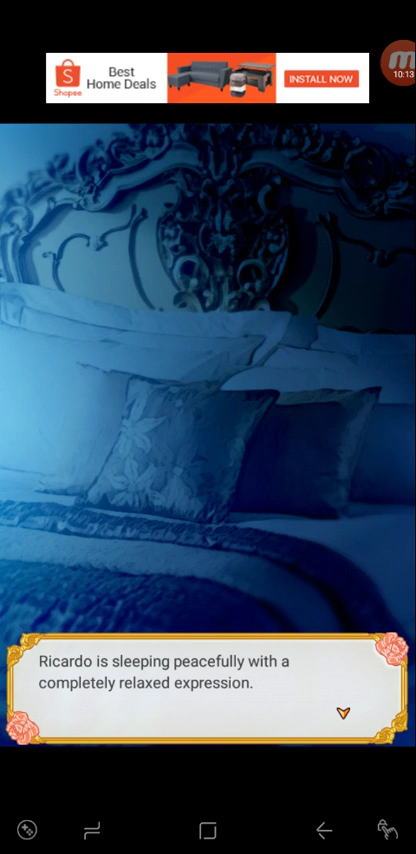 Best
Home Deals
Shopee
INSTALL NOW
10:13
Ricardo is sleeping peacefully with a
completely relaxed expression.